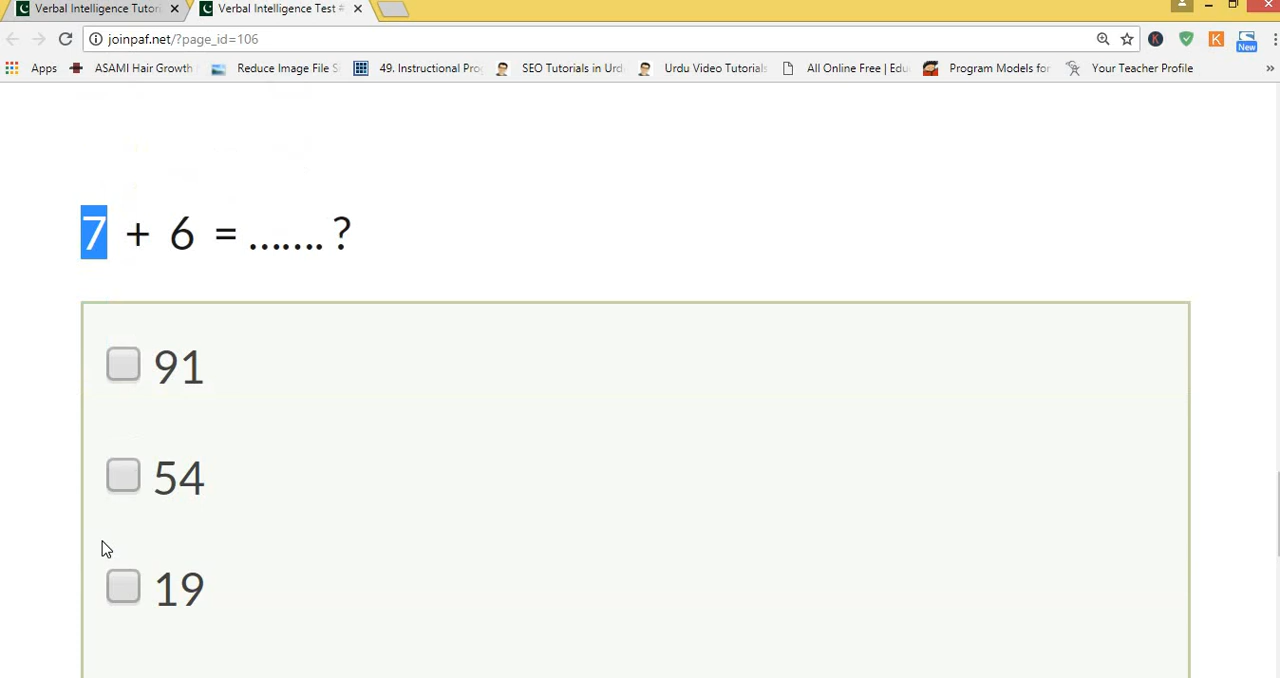 Verbal Intelligence Tutori
Verbal Intelligence Test #
joinpaf.net/?page_id=106
Apps
ASAMI Hair Growth
Reduce Image File S
49. Instructional Pro
SEO Tutorials in Urd
Urdu Video Tutorials
All Online Free | Edu
Program Models for
Your Teacher Profile
»
K
K
New
7 + 6 = ....... ?
91
54
19